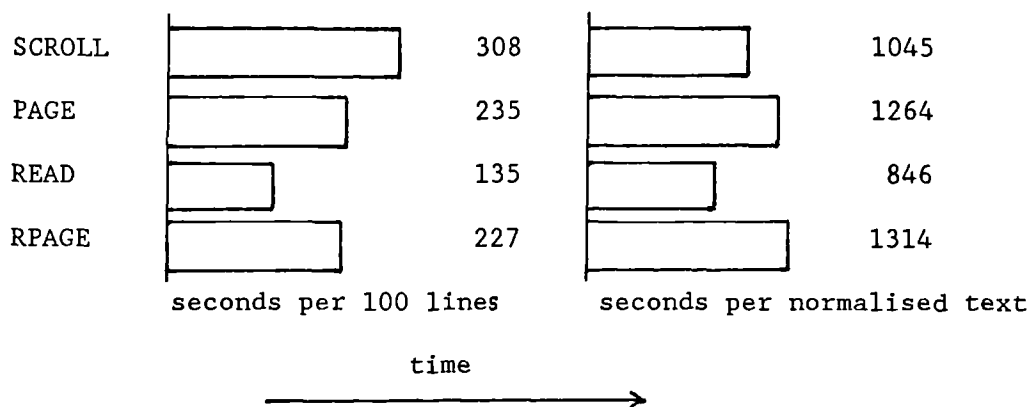 SCROLL 308 1045
PAGE 235 1264
READ 135 846
RPAGE 227 1314
seconds per 100 lines seconds per normalised text
time